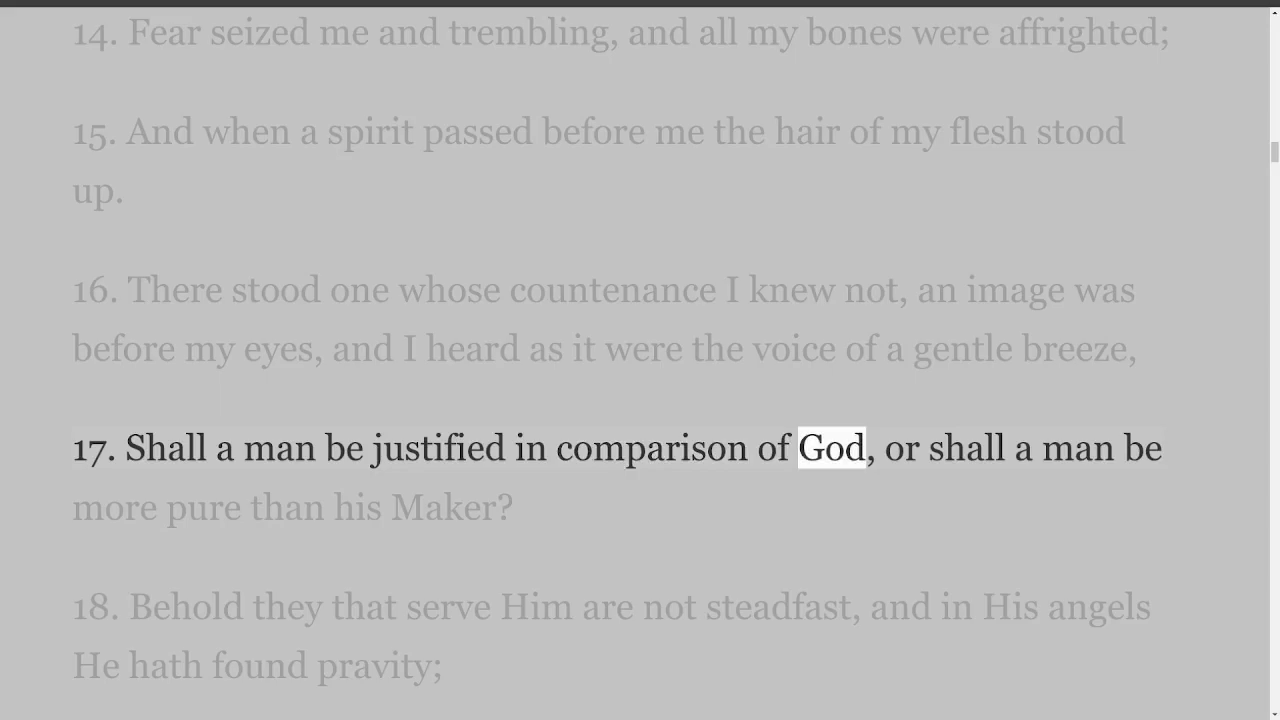 14. Fear seized me and trembling, and all my bones were affrighted;
15. And when a spirit passed before me the hair of my flesh stood
up.
16. There stood one whose countenance I knew not, an image was
before my eyes, and I heard as it were the voice of a gentle breeze,
17. Shall a man be justified in comparison of God, or shall a man be
more pure than his Maker?
18. Behold they that serve Him are not steadfast, and in His angels
He hath found pravity;